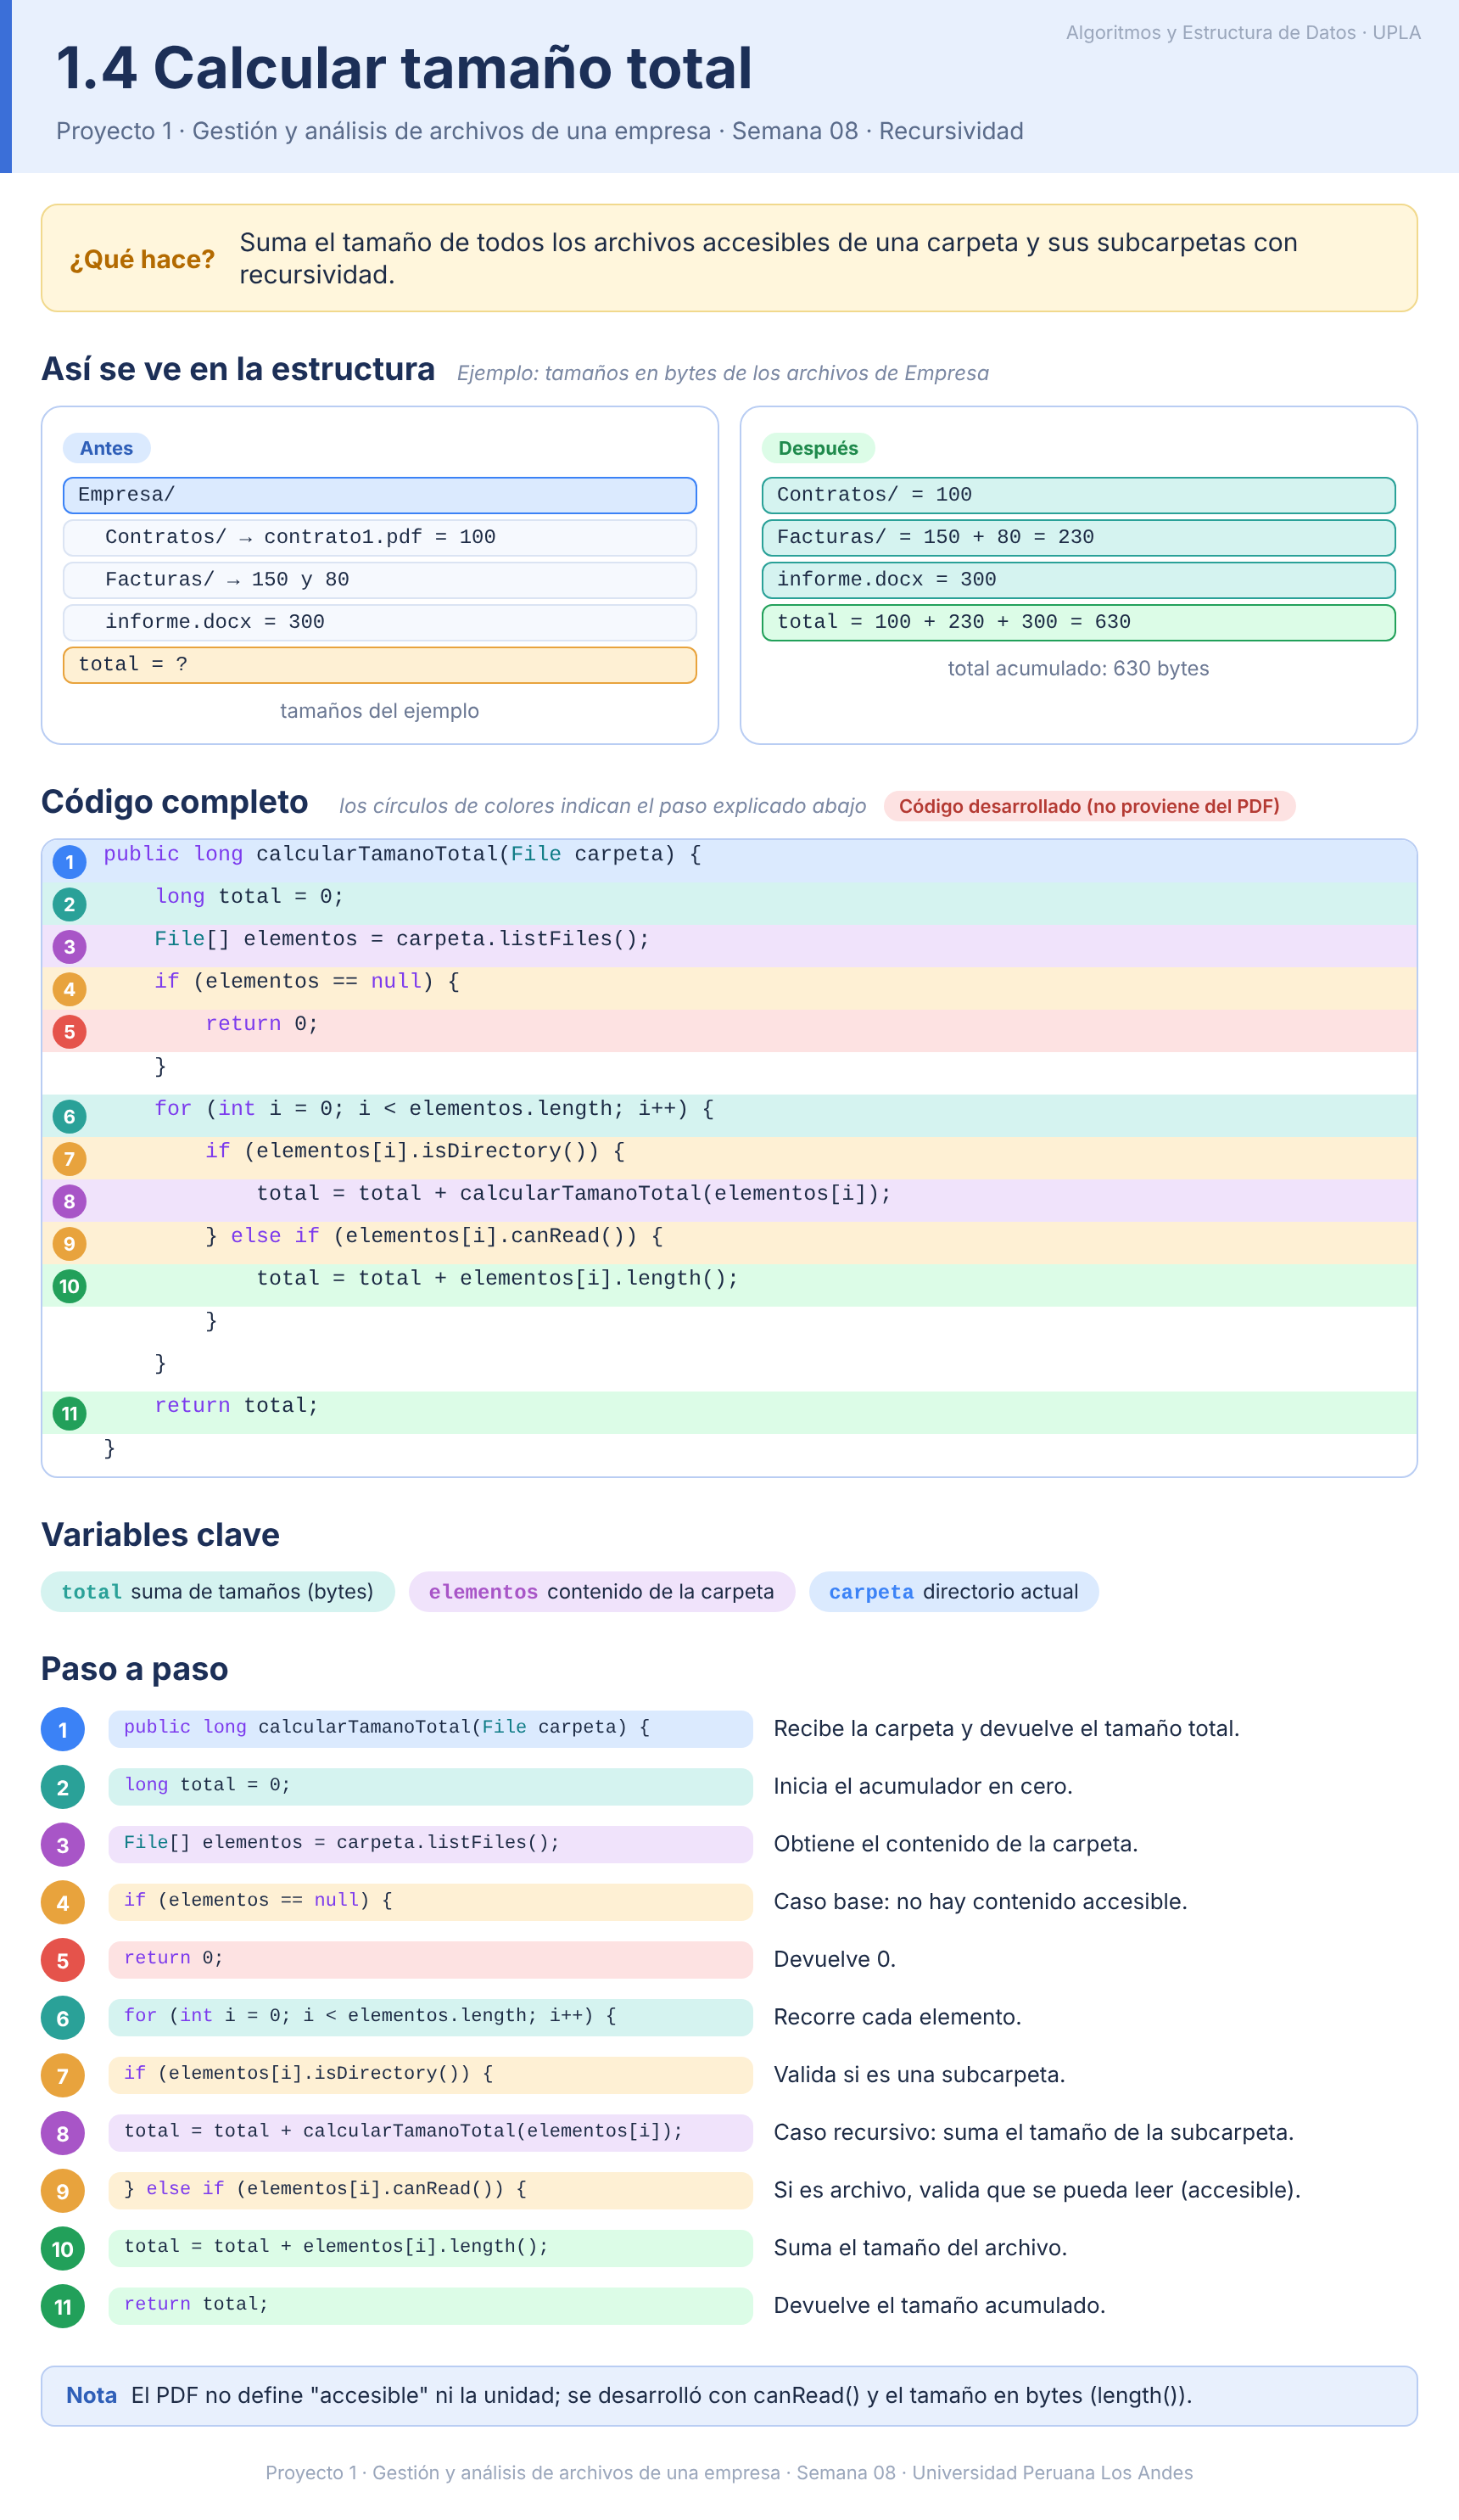 Algoritmos y Estructura de Datos · UPLA
1.4 Calcular tamaño total
Proyecto 1 · Gestión y análisis de archivos de una empresa · Semana 08 · Recursividad
¿Qué hace?
Suma el tamaño de todos los archivos accesibles de una carpeta y sus subcarpetas con
recursividad.
Así se ve en la estructura Ejemplo: tamaños en bytes de los archivos de Empresa
Antes
Empresa/
Contratos/ → contrato1.pdf = 100
Facturas/ → 150 y 80
informe.docx = 300
total = ?
tamaños del ejemplo
Después
Contratos/ = 100
Facturas/ = 150 + 80 = 230
informe.docx = 300
total = 100 + 230 + 300 = 630
total acumulado: 630 bytes
Código completo los círculos de colores indican el paso explicado abajo Código desarrollado (no proviene del PDF)
1 public long calcularTamanoTotal(File carpeta) {
2 long total = 0;
3 File[] elementos = carpeta.listFiles();
4 if (elementos == null) {
5 return 0;
}
6 for (int i = 0; i < elementos.length; i++) {
7 if (elementos[i].isDirectory()) {
8 total = total + calcularTamanoTotal(elementos[i]);
9 } else if (elementos[i].canRead()) {
10 total = total + elementos[i].length();
}
}
11 return total;
}
Variables clave
total suma de tamaños (bytes) elementos contenido de la carpeta carpeta directorio actual
Paso a paso
1 public long calcularTamanoTotal(File carpeta) { Recibe la carpeta y devuelve el tamaño total.
2 long total = 0; Inicia el acumulador en cero.
3 File[] elementos = carpeta.listFiles(); Obtiene el contenido de la carpeta.
4 if (elementos == null) { Caso base: no hay contenido accesible.
5 return 0; Devuelve 0.
6 for (int i = 0; i < elementos.length; i++) { Recorre cada elemento.
7 if (elementos[i].isDirectory()) { Valida si es una subcarpeta.
8 total = total + calcularTamanoTotal(elementos[i]); Caso recursivo: suma el tamaño de la subcarpeta.
9 } else if (elementos[i].canRead()) { Si es archivo, valida que se pueda leer (accesible).
10 total = total + elementos[i].length(); Suma el tamaño del archivo.
11 return total; Devuelve el tamaño acumulado.
Nota El PDF no define "accesible" ni la unidad; se desarrolló con canRead() y el tamaño en bytes (length()).
Proyecto 1 · Gestión y análisis de archivos de una empresa · Semana 08 · Universidad Peruana Los Andes